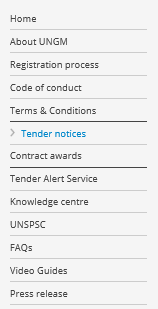 Home
About UNGM
Registration process
Code of conduct
Terms & Conditions
Tender notices
Contract awards
Tender Alert Service
Knowledge centre
UNSPSC
FAQs
Video Guides
Press release